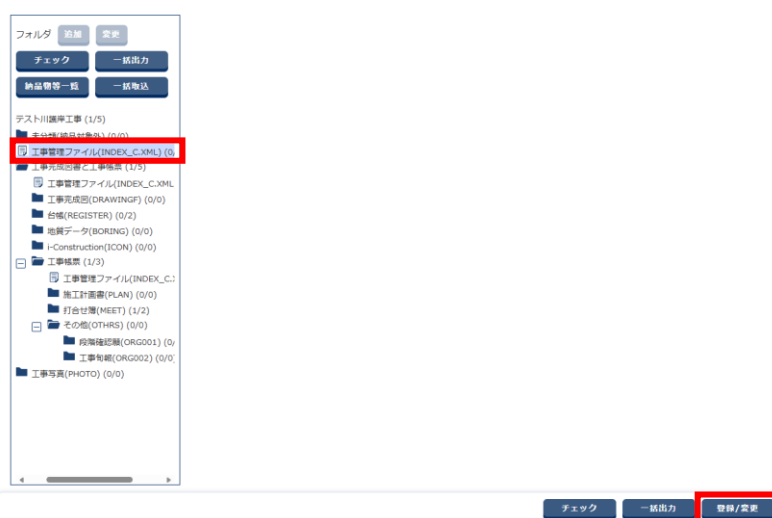 フォルダ 追加 変更
チェック 一括出力
納品物等一覧 一括取込
テスト川護岸工事 (1/5)
未分類(納品対象外) (0/0)
工事管理ファイル(INDEX_C.XML) (0/
工事完成図書と工事帳票 (1/5)
工事管理ファイル(INDEX_C.XML
工事完成図(DRAWINGF) (0/0)
台帳(REGISTER) (0/2)
地質データ(BORING) (0/0)
i-Construction(ICON) (0/0)
工事帳票 (1/3)
工事管理ファイル(INDEX_C.X
施工計画書(PLAN) (0/0)
打合せ簿(MEET) (1/2)
その他(OTHRS) (0/0)
段階確認願(ORG001) (0/
工事旬報(ORG002) (0/0
工事写真(PHOTO) (0/0)
チェック 一括出力 登録/変更